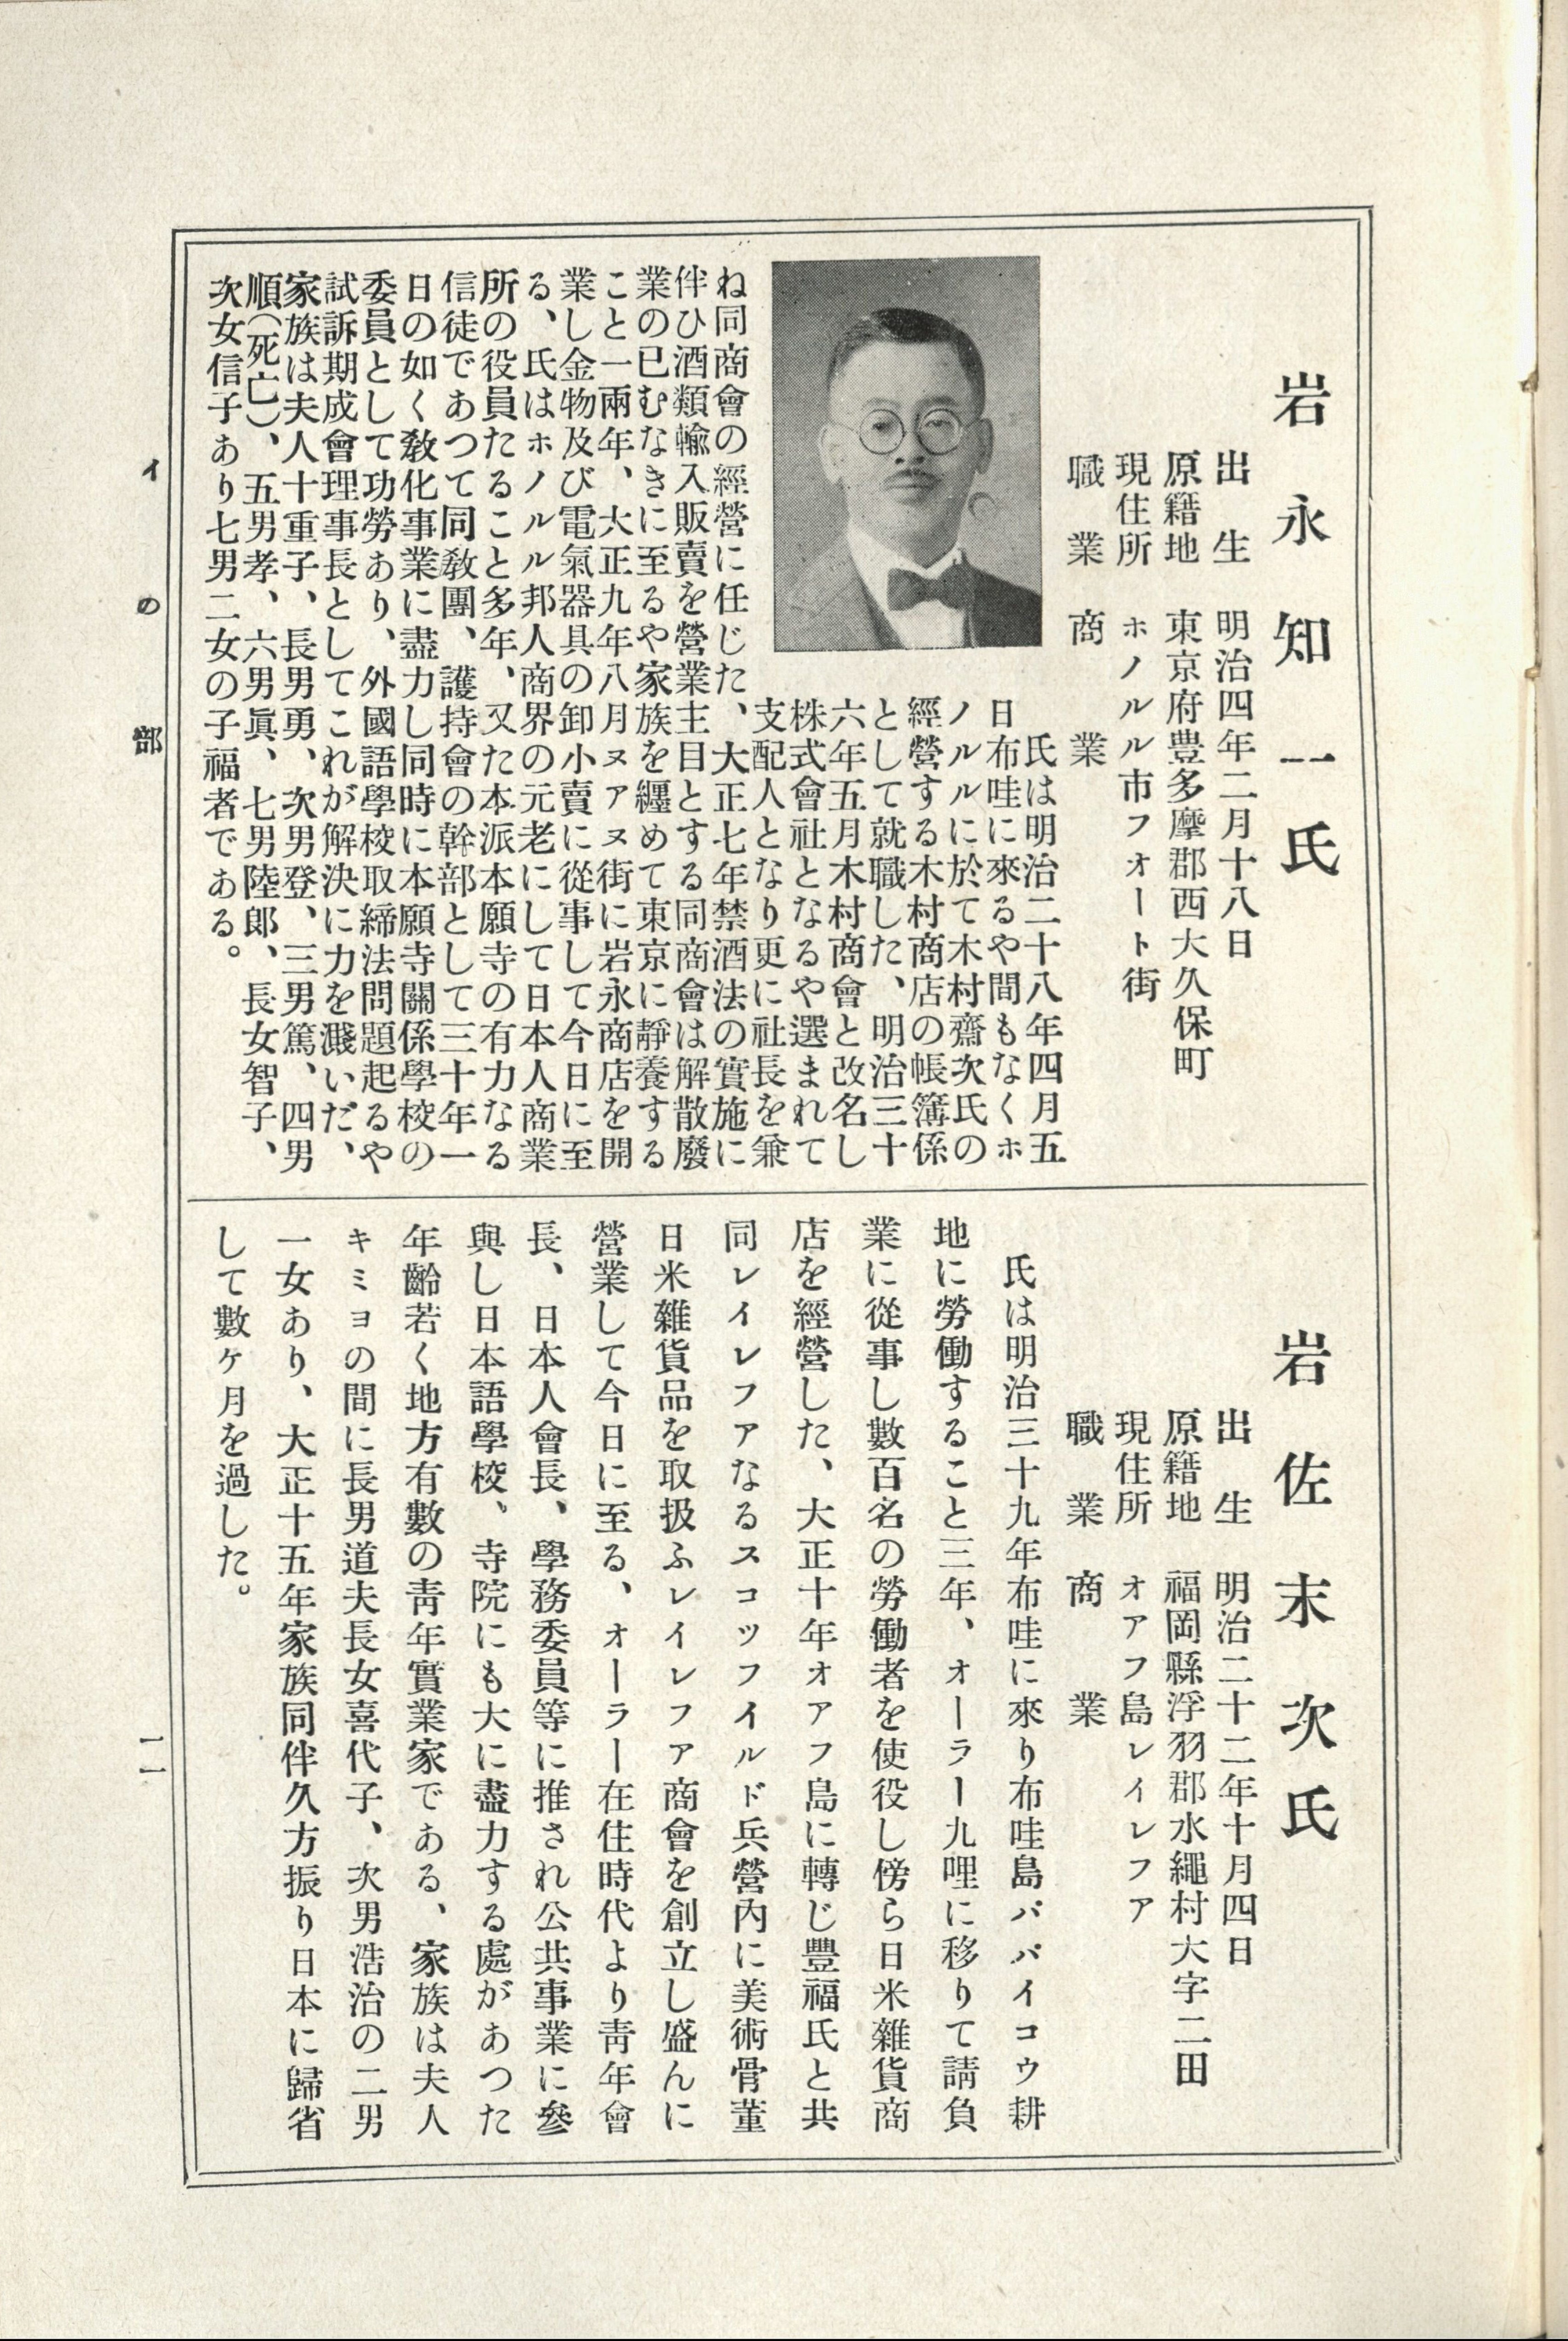 岩永知一氏
出生　明治四年二月十八日
原籍地　東京府豊多摩郡西大久保町
現住所　ホノルル市フォート街
職業　商業
氏は明治二十八年四月五
日布哇に來るや間もなくホ
ノルルに於て木村齋次氏の
經營する木村商店の帳簿係
として就職した、明治三十
六年五月木村商會と改名し
株式會社となるや選まれて
支配人となり更に社長を兼
ね同商會の經營に任じた、大正七年禁酒法の實施に
伴ひ酒類輸入販賣を營業主目とする同商會は解散廢
業の已むなきに至るや家族を纒めて東京に靜養する
こと一兩年、大正九年八月ヌアヌ街に岩永商店を開
業し金物及び電氣器具の卸小賣に從事して今日に至
る、氏はホノルル邦人商界の元老にして日本人商業
所の役員たること多年、又た本派本願寺の有力なる
信徒であつて同敎團、護持會の幹部として三十年一
日の如く敎化事業に盡力し同時に本願寺關係學校の
委員として功勞あり、外國語學校取締法問題起るや
試訴期成會理事長としてこれが解決に力を濺いだ、
家族は夫人十重子、長男勇、次男登、三男篤、四男
順（死亡）、五男孝、六男眞、七男陸郎、長女智子、
次女信子あり七男二女の子福者である。
岩佐末次氏
出生　明治二十二年十月四日
原籍地　福岡縣浮羽郡水繩村大字二田
現住所　オアフ島レイレフア
職業　商業
氏は明治三十九年布哇に來り布哇島パパイコウ耕
地に勞働すること三年、オーラー九哩に移りて請負
業に從事し數百名の勞働者を使役し傍ら日米雜貨商
店を經營した、大正十年オアフ島に轉じ豐福氏と共
同レイレフアなるスコッフイルド兵營內に美術骨董
日米雜貨品を取扱ふレイレフア商會を創立し盛んに
營業して今日に至る、オーラー在住時代より靑年會
長、日本人會長、學務委員等に推され公共事業に參
與し日本語學校、寺院にも大に盡力する處があつた
年齡若く地方有數の靑年實業家である、家族は夫人
キミヨの間に長男道夫長女喜代子、次男浩治の二男
一女あり、大正十五年家族同伴久方振り日本に歸省
して數ケ月を過した。
イの部
一一